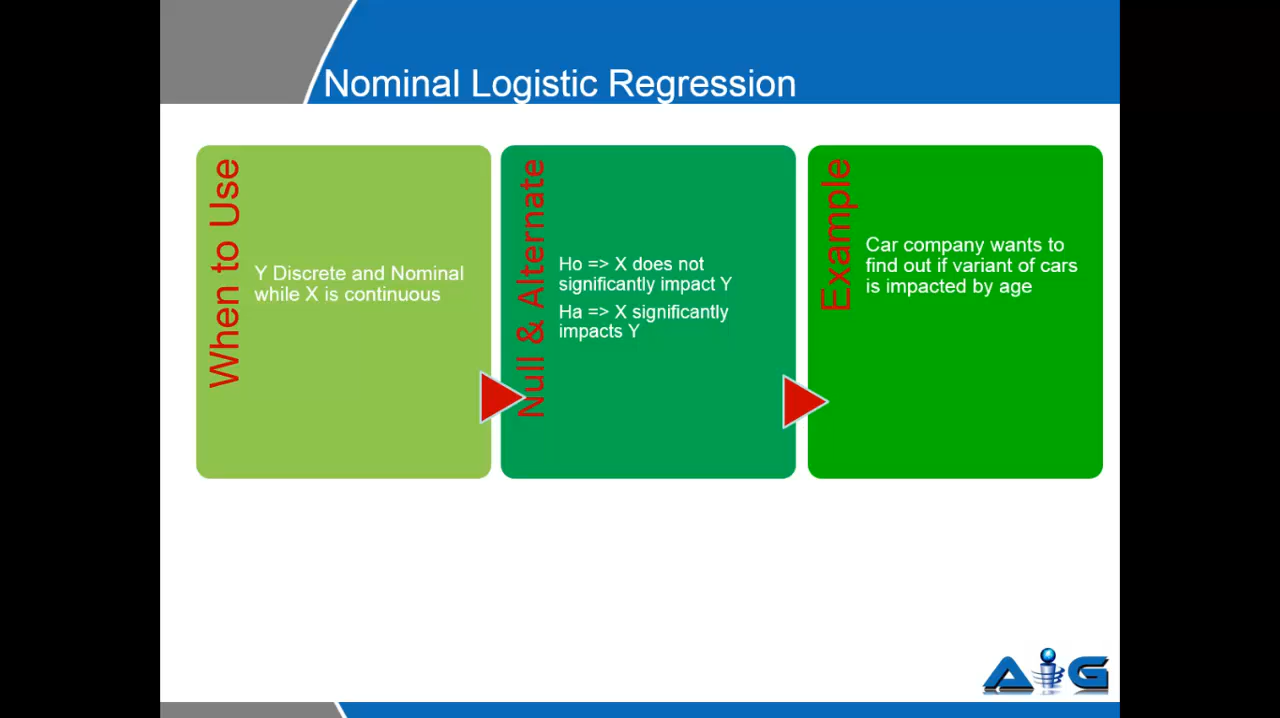 Nominal Logistic Regression
When to Use
Y Discrete and Nominal
while X is continuous
Null & Alternate
Ho => X does not
significantly impact Y
Ha => X significantly
impacts Y
Example
Car company wants to
find out if variant of cars
is impacted by age
AiG